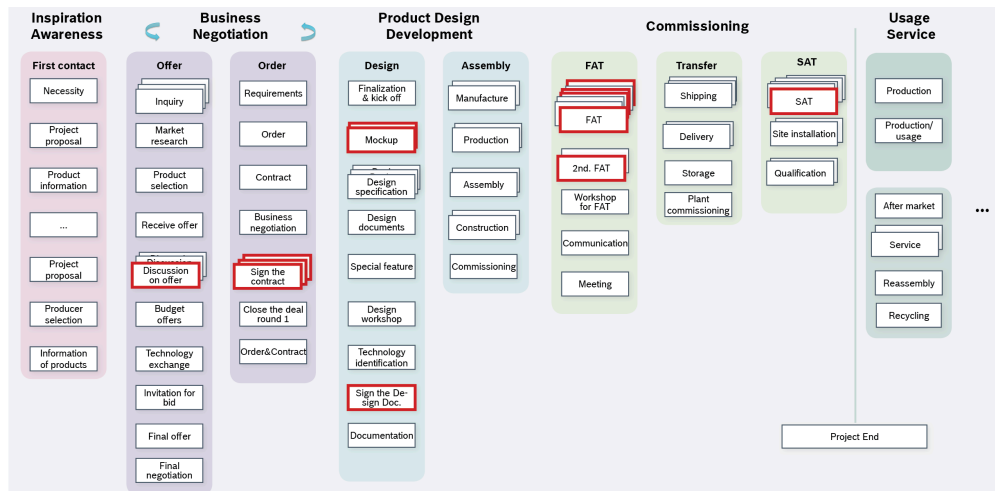 Inspiration
Awareness
Business
Negotiation
Product Design
Development
Commissioning
Usage
Service
First contact
Necessity
Project
proposal
Product
information
...
Project
proposal
Producer
selection
Information
of products
Offer
Inquiry
Market
research
Product
selection
Receive offer
Discussion
on offer
Budget
offers
Technology
exchange
Invitation for
bid
Final offer
Final
negotiation
Order
Requirements
Order
Contract
Business
negotiation
Sign the
contract
Close the deal
round 1
Order&Contract
Design
Finalization
& kick off
Mockup
Design
specification
Design
documents
Special feature
Design
workshop
Technology
identification
Sign the De-
sign Doc.
Documentation
Assembly
Manufacture
Production
Assembly
Construction
Commissioning
FAT
FAT
2nd. FAT
Workshop
for FAT
Communication
Meeting
Transfer
Shipping
Delivery
Storage
Plant
commissioning
SAT
SAT
Site installation
Qualification
Production
Production/
usage
After market
Service
Reassembly
Recycling
...
Project End